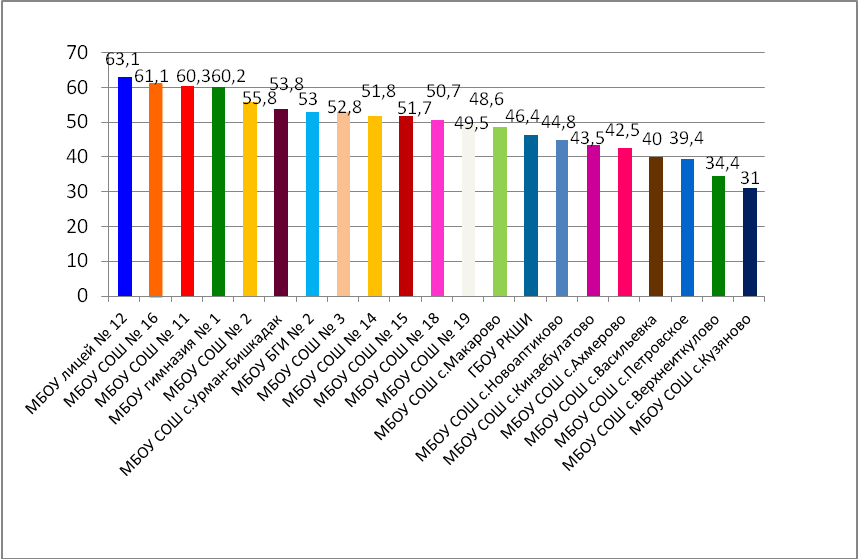 70
60
50
40
30
20
10
0
63,1
61,1
60,3
60,2
55,8
53,8
53
52,8
51,8
51,7
50,7
49,5
48,6
46,4
44,8
43,5
42,5
40
39,4
34,4
31
МБОУ лицей № 12
МБОУ СОШ № 16
МБОУ СОШ № 11
МБОУ гимназия № 1
МБОУ СОШ № 2
МБОУ СОШ с.Урман-Бишкадак
МБОУ БГИ № 2
МБОУ СОШ № 3
МБОУ СОШ № 14
МБОУ СОШ № 15
МБОУ СОШ № 18
МБОУ СОШ № 19
МБОУ СОШ с.Макарово
ГБОУ РКШИ
МБОУ СОШ с.Новоаптиково
МБОУ СОШ с.Кинзебулатово
МБОУ СОШ с.Ахмерово
МБОУ СОШ с.Васильевка
МБОУ СОШ с.Петровское
МБОУ СОШ с.Верхнеиткулово
МБОУ СОШ с.Кузяново